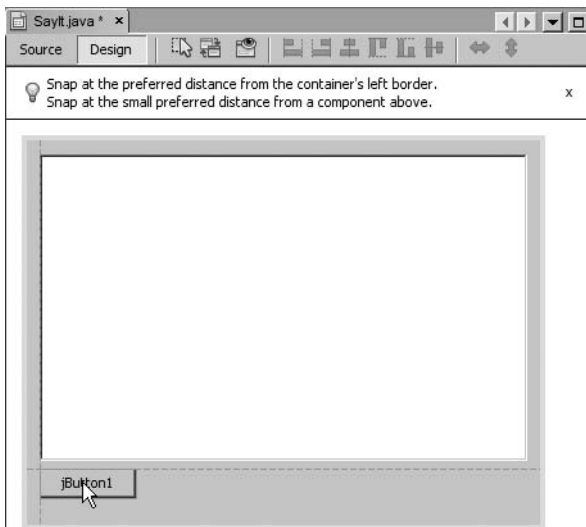 SayIt.java * ×
Source Design
Snap at the preferred distance from the container's left border.
Snap at the small preferred distance from a component above.
x
jButton1